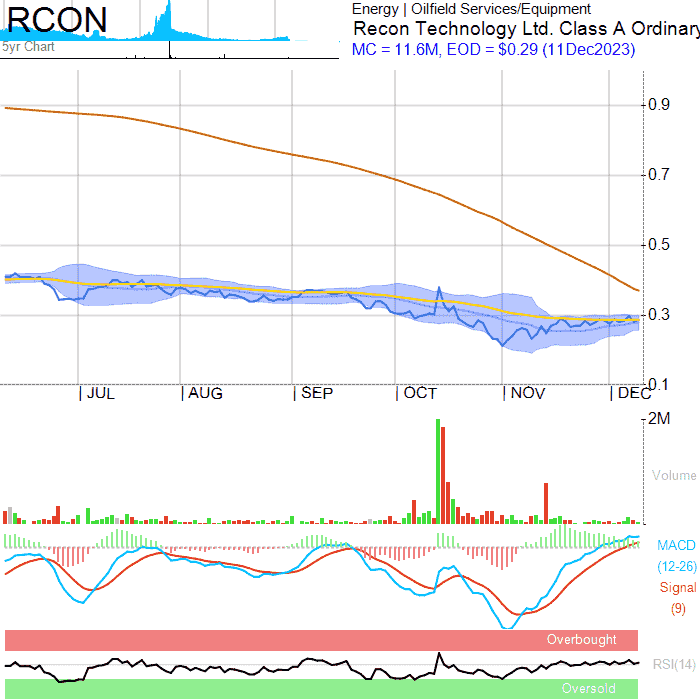 RCON
5yr Chart
Energy | Oilfield Services/Equipment
Recon Technology Ltd. Class A Ordinary
MC = 11.6M, EOD = $0.29 (11Dec2023)
0.9
0.7
0.5
0.3
0.1
| JUL
| AUG
| SEP
| OCT
| NOV
| DEC
2M
Volume
MACD
(12-26)
Signal
(9)
Overbought
RSI(14)
Oversold